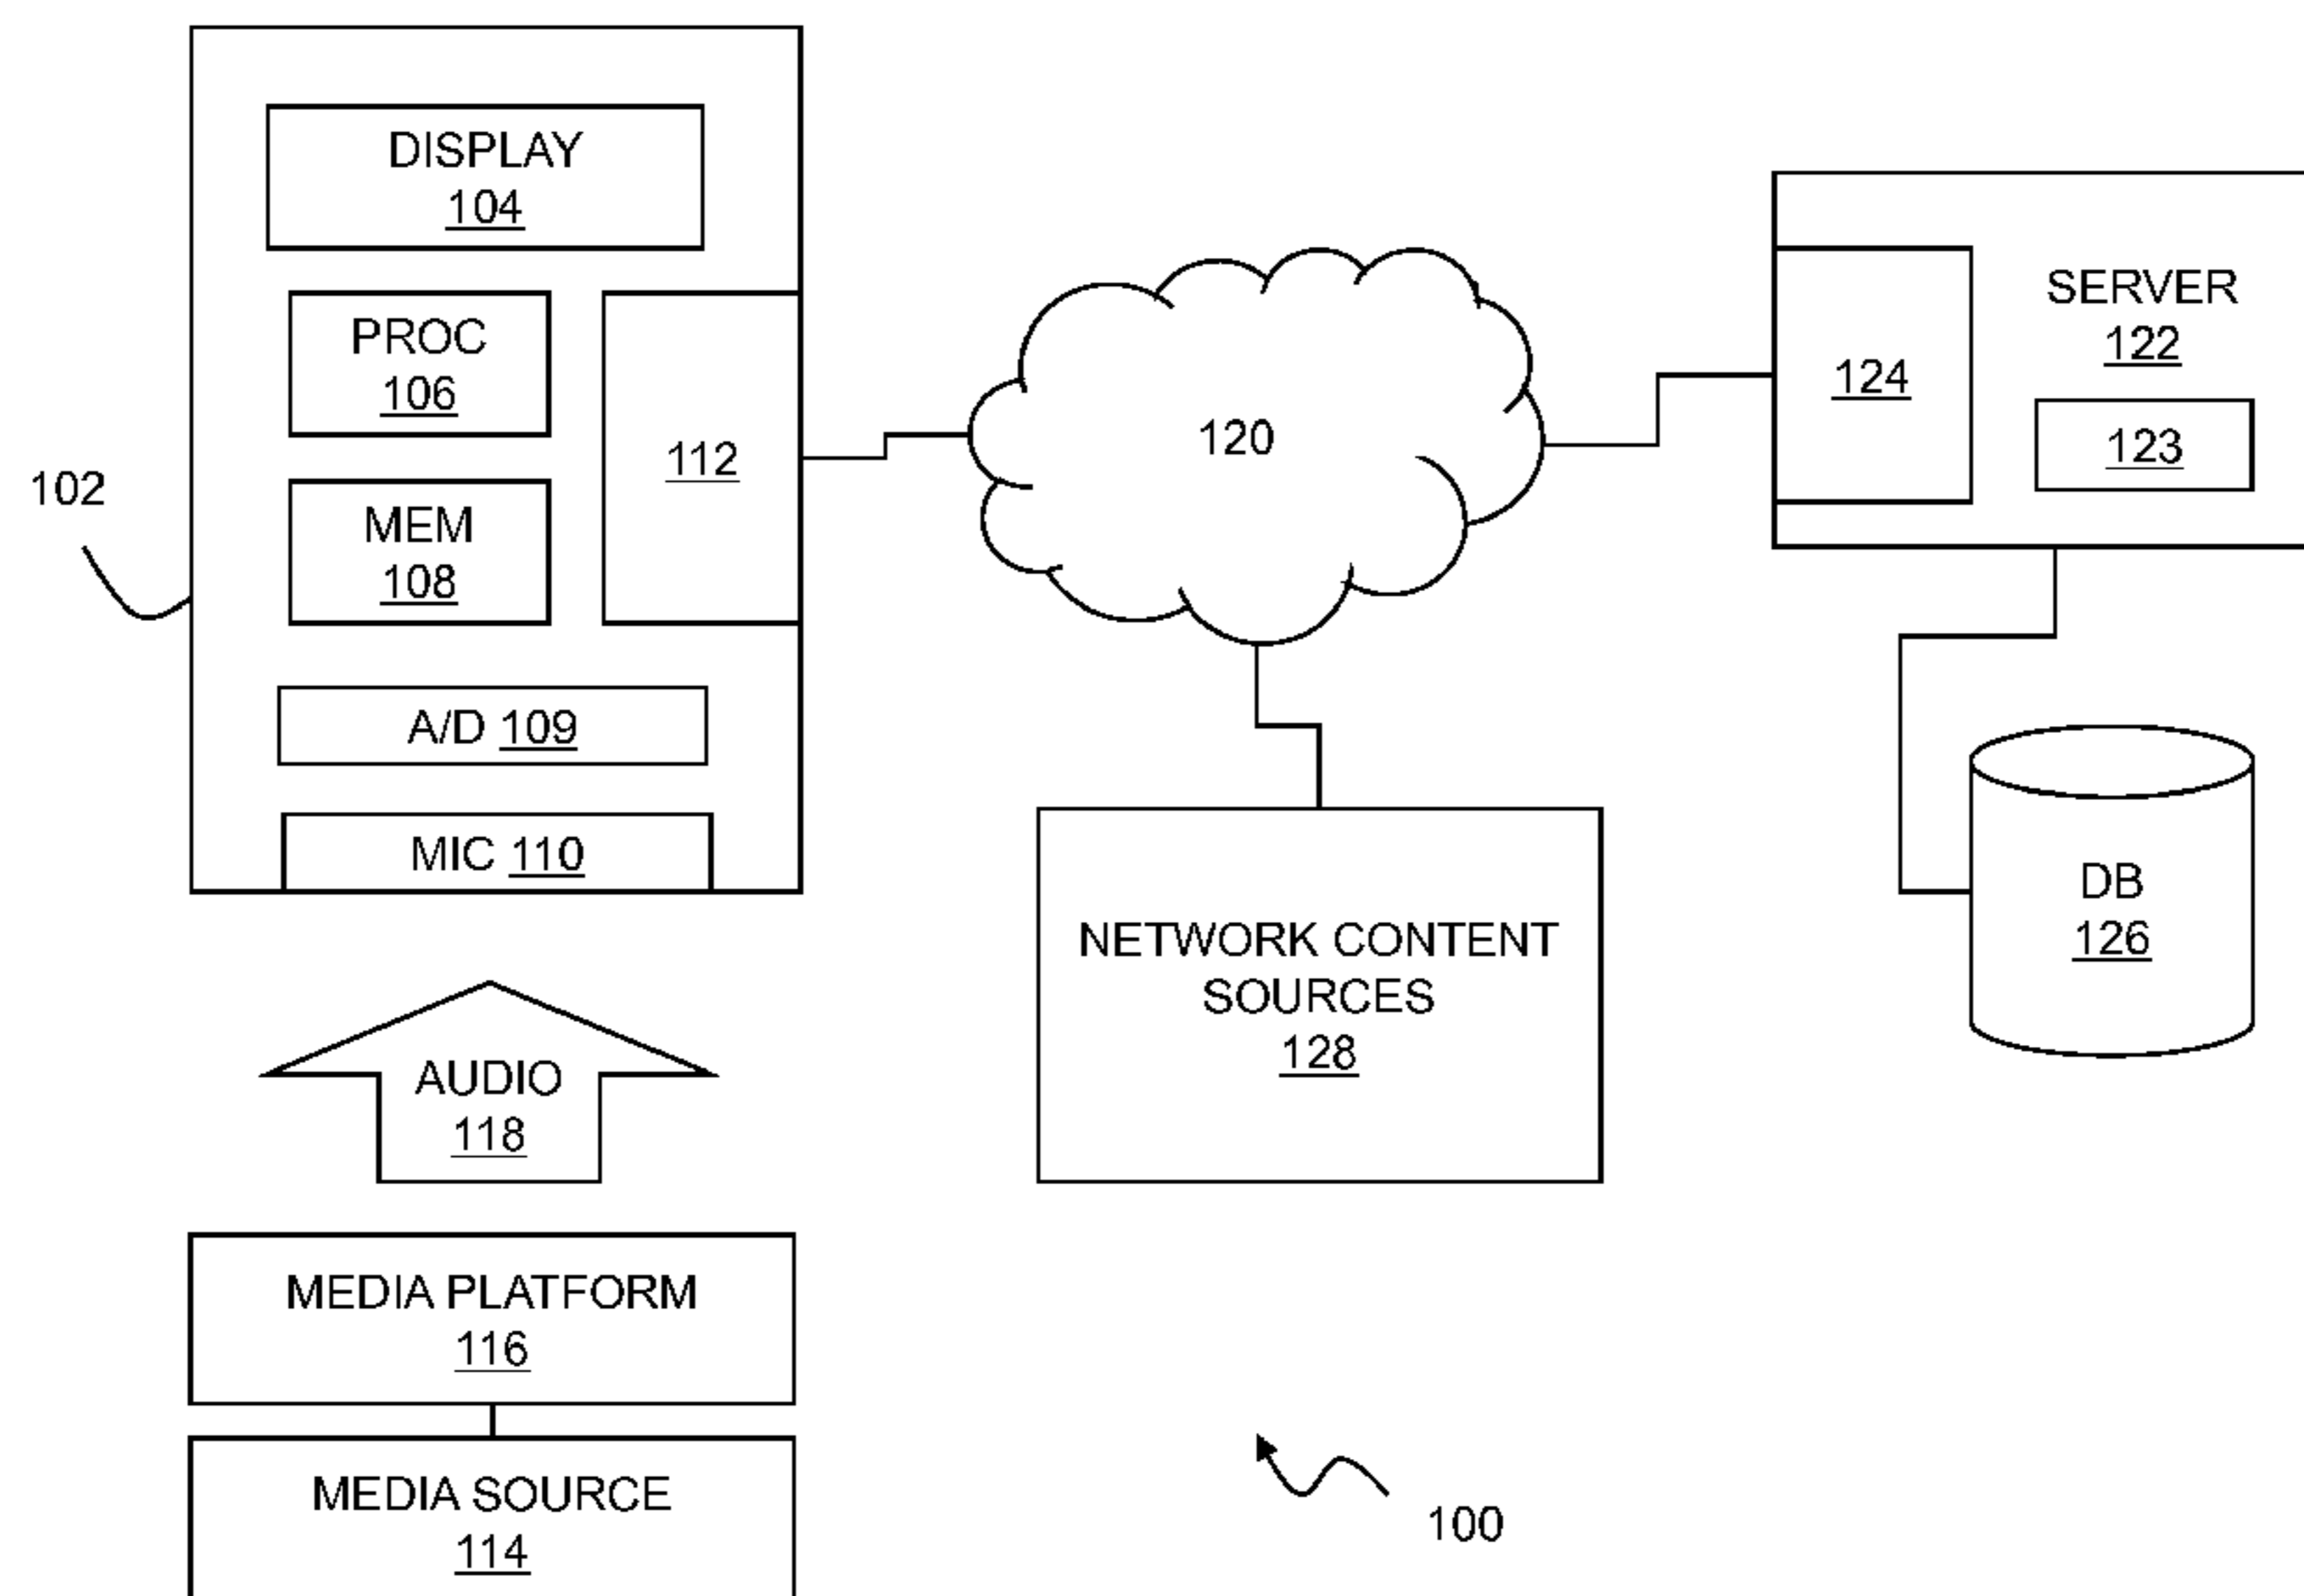 DISPLAY
104
PROC
106
112
MEM
108
102
A/D 109
MIC 110
AUDIO
118
MEDIA PLATFORM
116
MEDIA SOURCE
114
120
NETWORK CONTENT
SOURCES
128
SERVER
122
124
123
DB
126
100